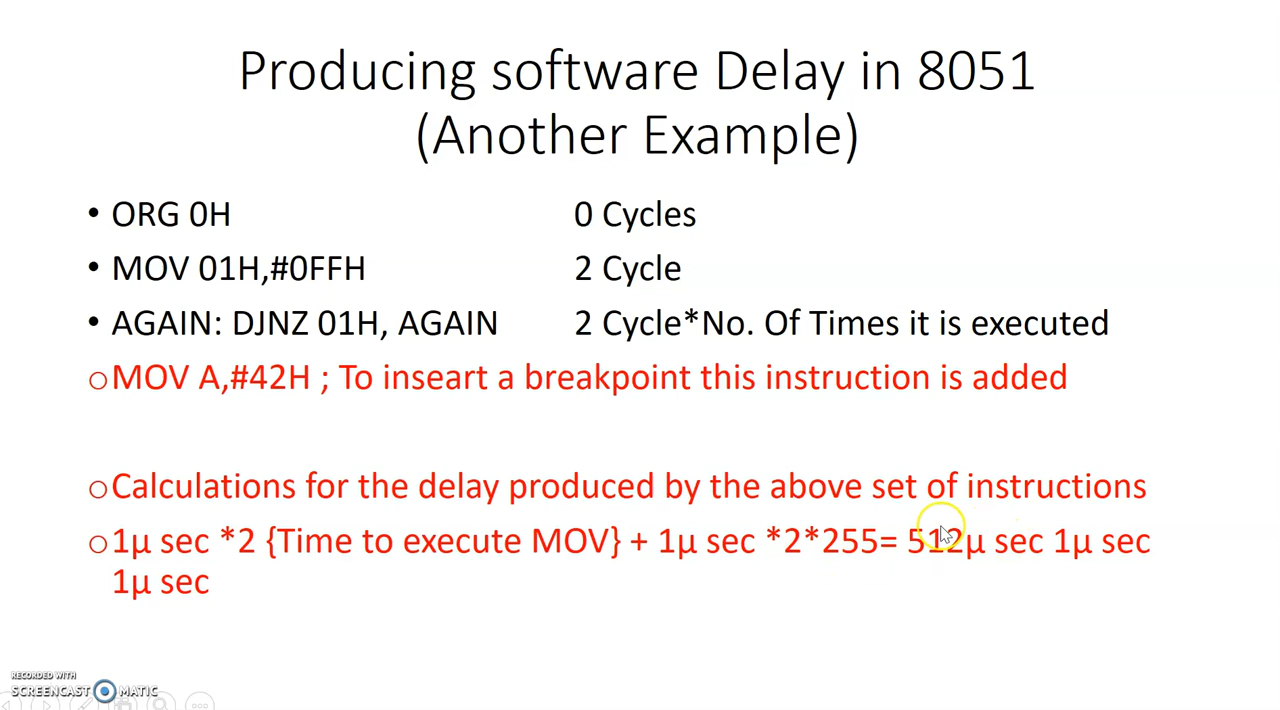 Producing software Delay in 8051
(Another Example)
• ORG 0H 0 Cycles
• MOV 01H,#0FFH 2 Cycle
• AGAIN: DJNZ 01H, AGAIN 2 Cycle*No. Of Times it is executed
○MOV A,#42H ; To inseart a breakpoint this instruction is added
○Calculations for the delay produced by the above set of instructions
○1µ sec *2 {Time to execute MOV} + 1µ sec *2*255= 512µ sec 1µ sec
1µ sec
RECORDED WITH
SCREENCAST MATIC